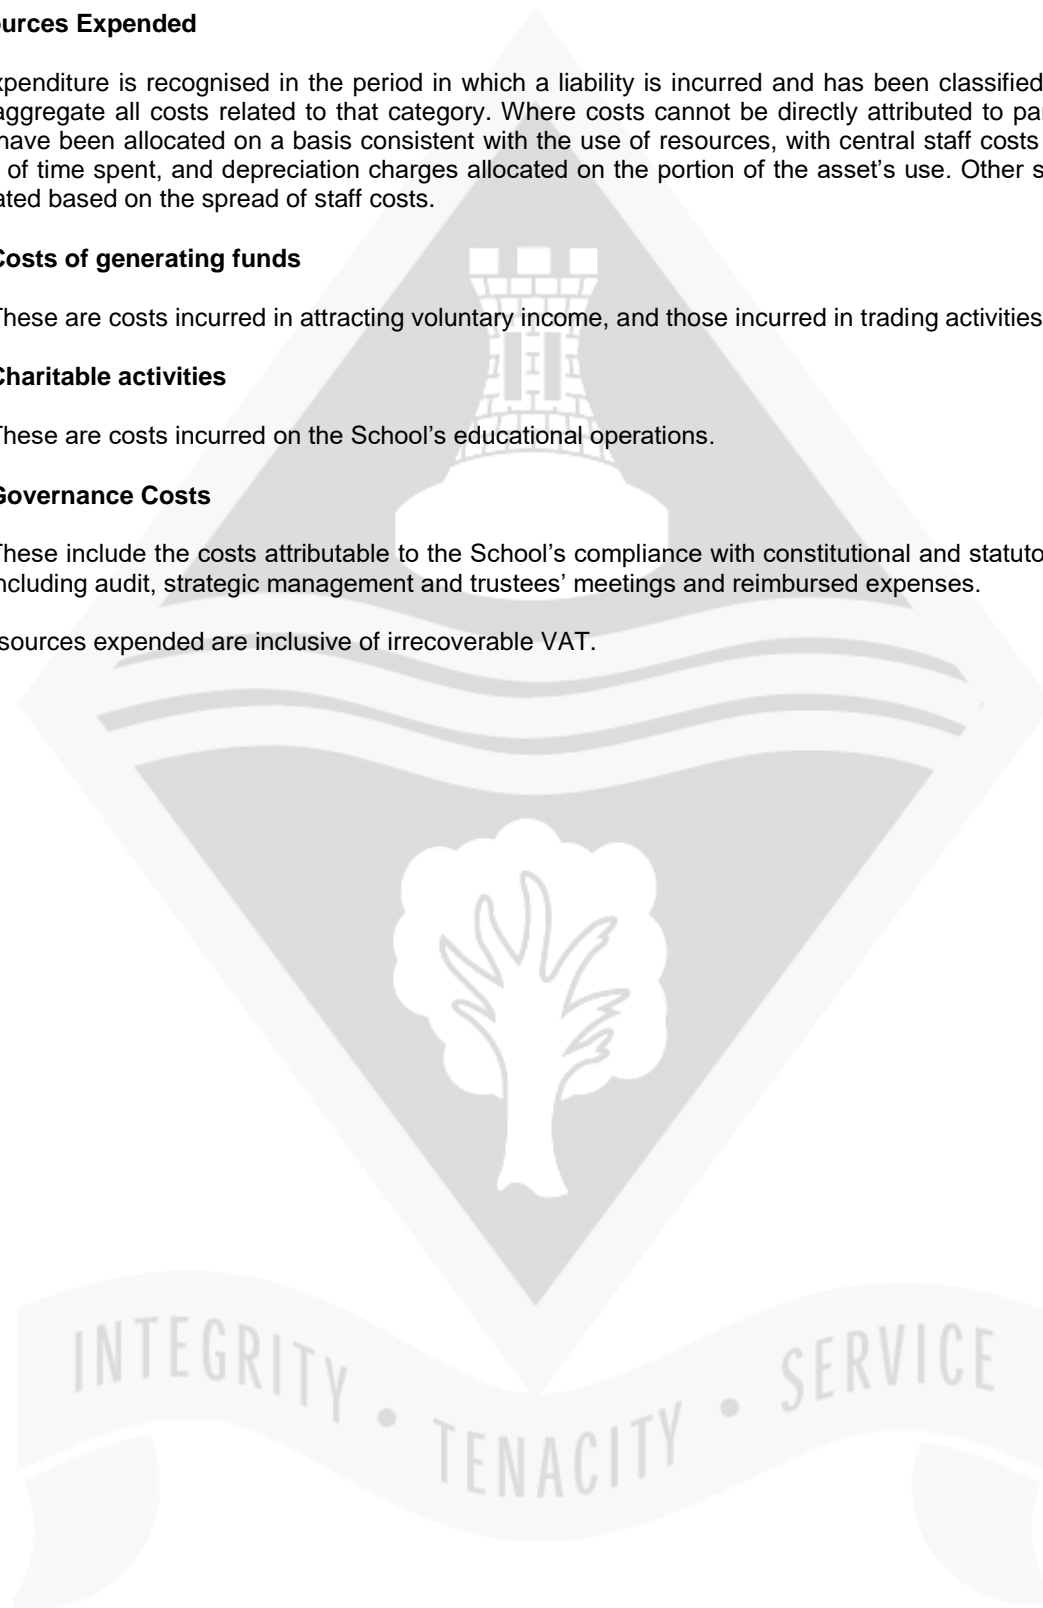 ources Expended
xpenditure is recognised in the period in which a liability is incurred and has been classified
aggregate all costs related to that category. Where costs cannot be directly attributed to par
have been allocated on a basis consistent with the use of resources, with central staff costs
of time spent, and depreciation charges allocated on the portion of the asset’s use. Other s
ated based on the spread of staff costs.
Costs of generating funds
These are costs incurred in attracting voluntary income, and those incurred in trading activities
Charitable activities
These are costs incurred on the School’s educational operations.
Governance Costs
These include the costs attributable to the School’s compliance with constitutional and statuto
ncluding audit, strategic management and trustees’ meetings and reimbursed expenses.
sources expended are inclusive of irrecoverable VAT.
INTEGRITY • TENACITY • SERVICE